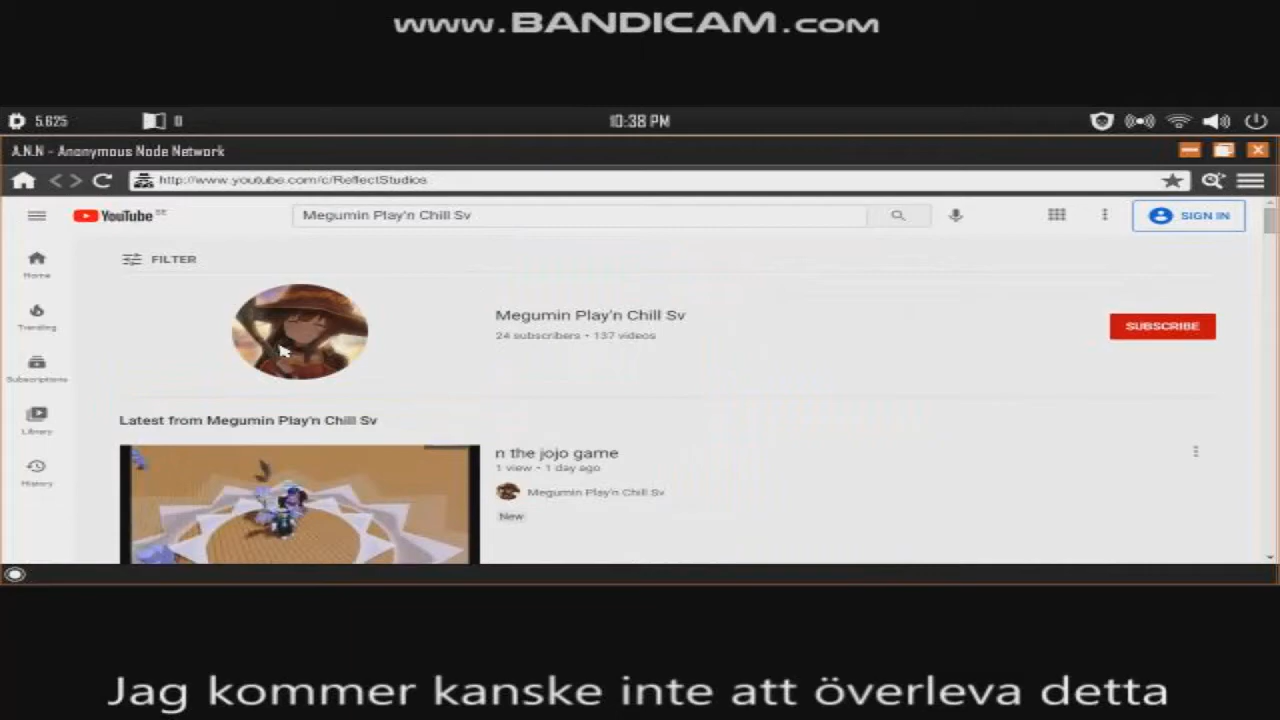 www.BANDICAM.com
5.625
0
10:38 PM
A.N.N - Anonymous Node Network
http://www.youtube.com/c/ReflectStudios
YouTube SE
Megumin Play'n Chill Sv
SIGN IN
Home
FILTER
Trending
Megumin Play'n Chill Sv
24 subscribers • 137 videos
SUBSCRIBE
Subscriptions
Library
Latest from Megumin Play'n Chill Sv
History
n the jojo game
1 view • 1 day ago
Megumin Play'n Chill Sv
New
Jag kommer kanske inte att överleva detta